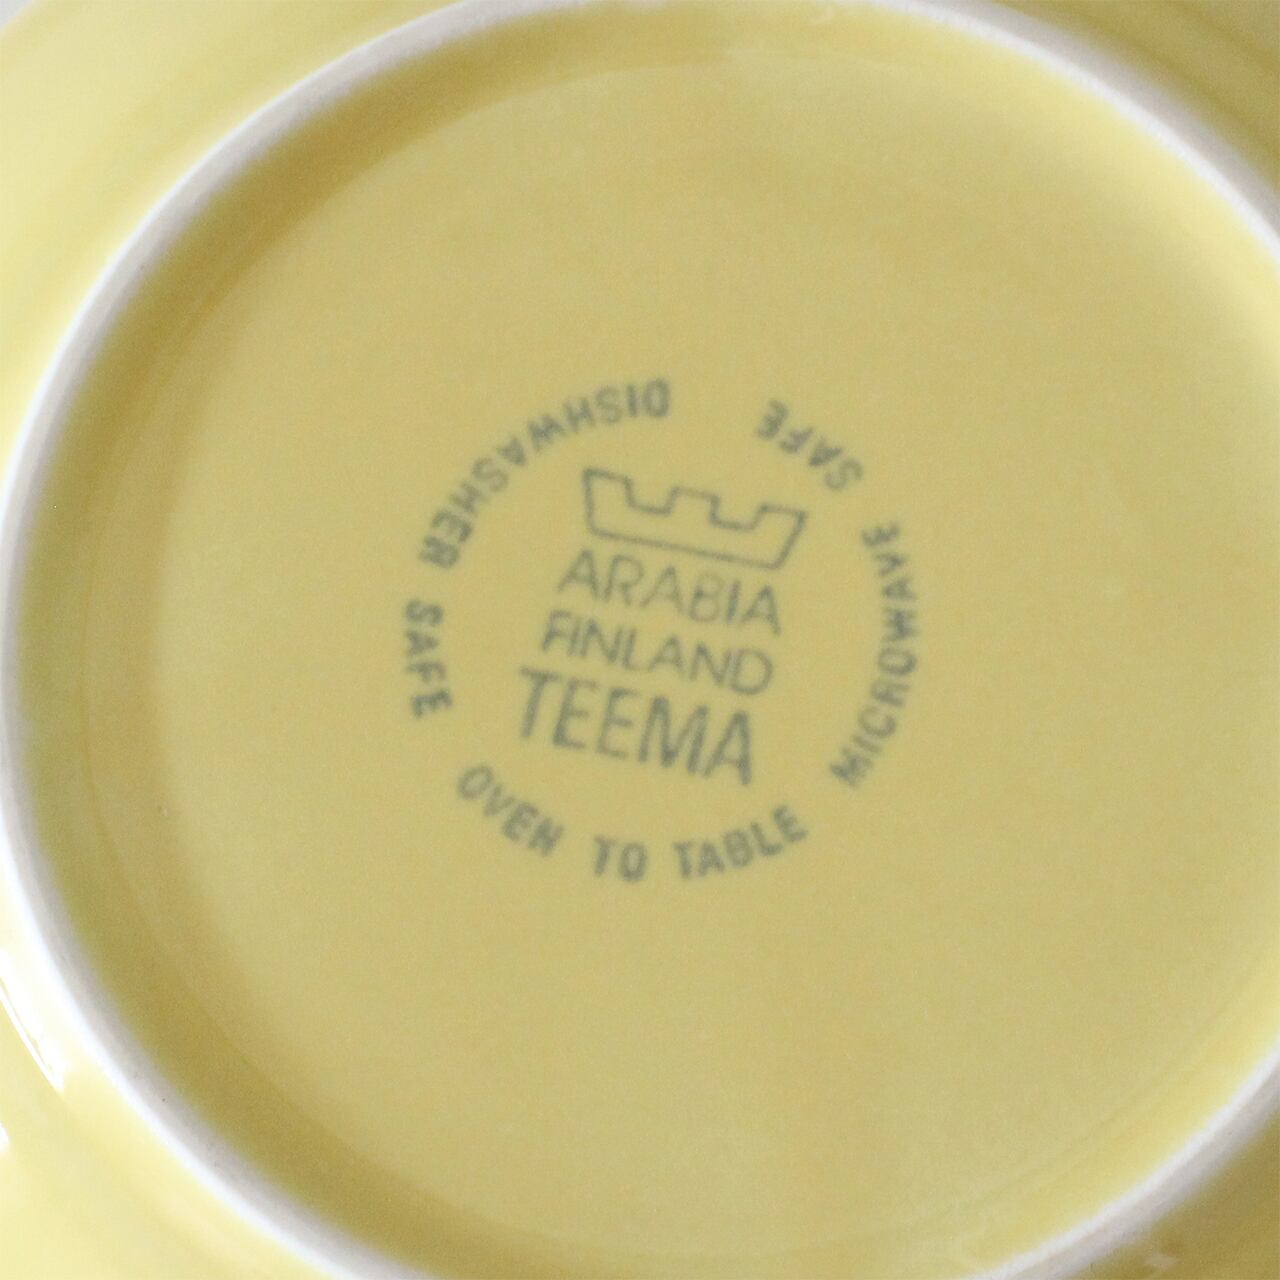 ARABIA
FINLAND
TEEMA
DISHWASHER SAFE
OVEN TO TABLE
MICROWAVE SAFE